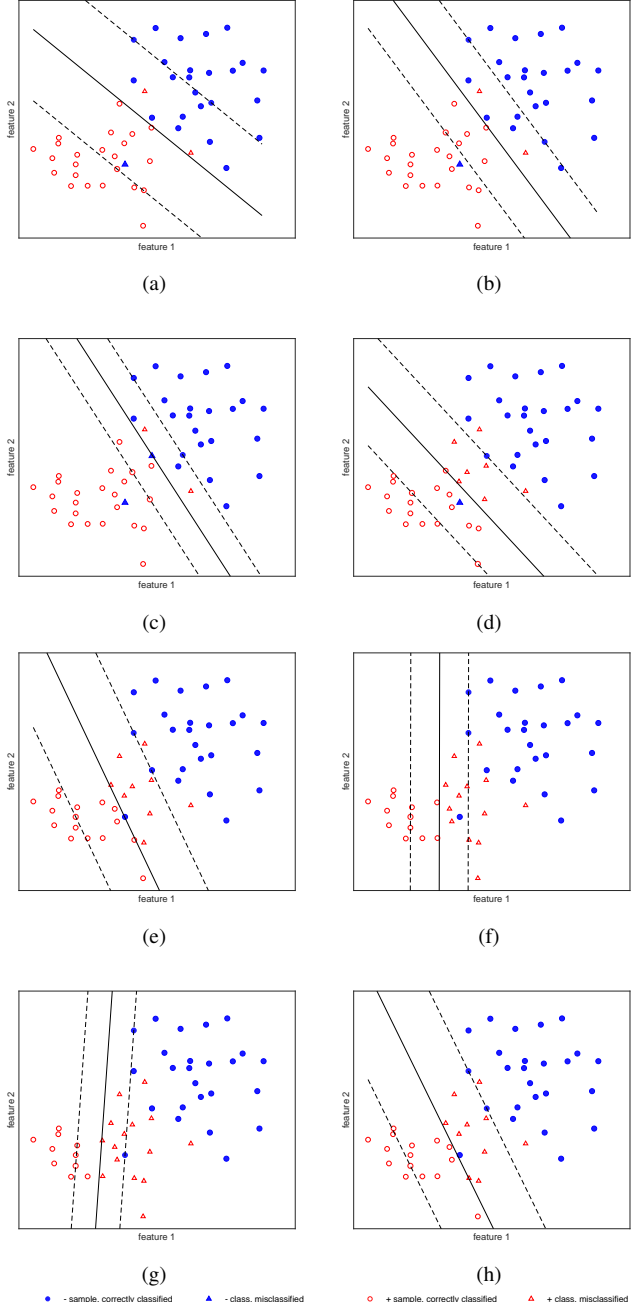 feature 2
feature 1
(a)
feature 2
feature 1
(b)
feature 2
feature 1
(c)
feature 2
feature 1
(d)
feature 2
feature 1
(e)
feature 2
feature 1
(f)
feature 2
feature 1
(g)
feature 2
feature 1
(h)
- sample, correctly classified - class, misclassified + sample, correctly classified + class, misclassified